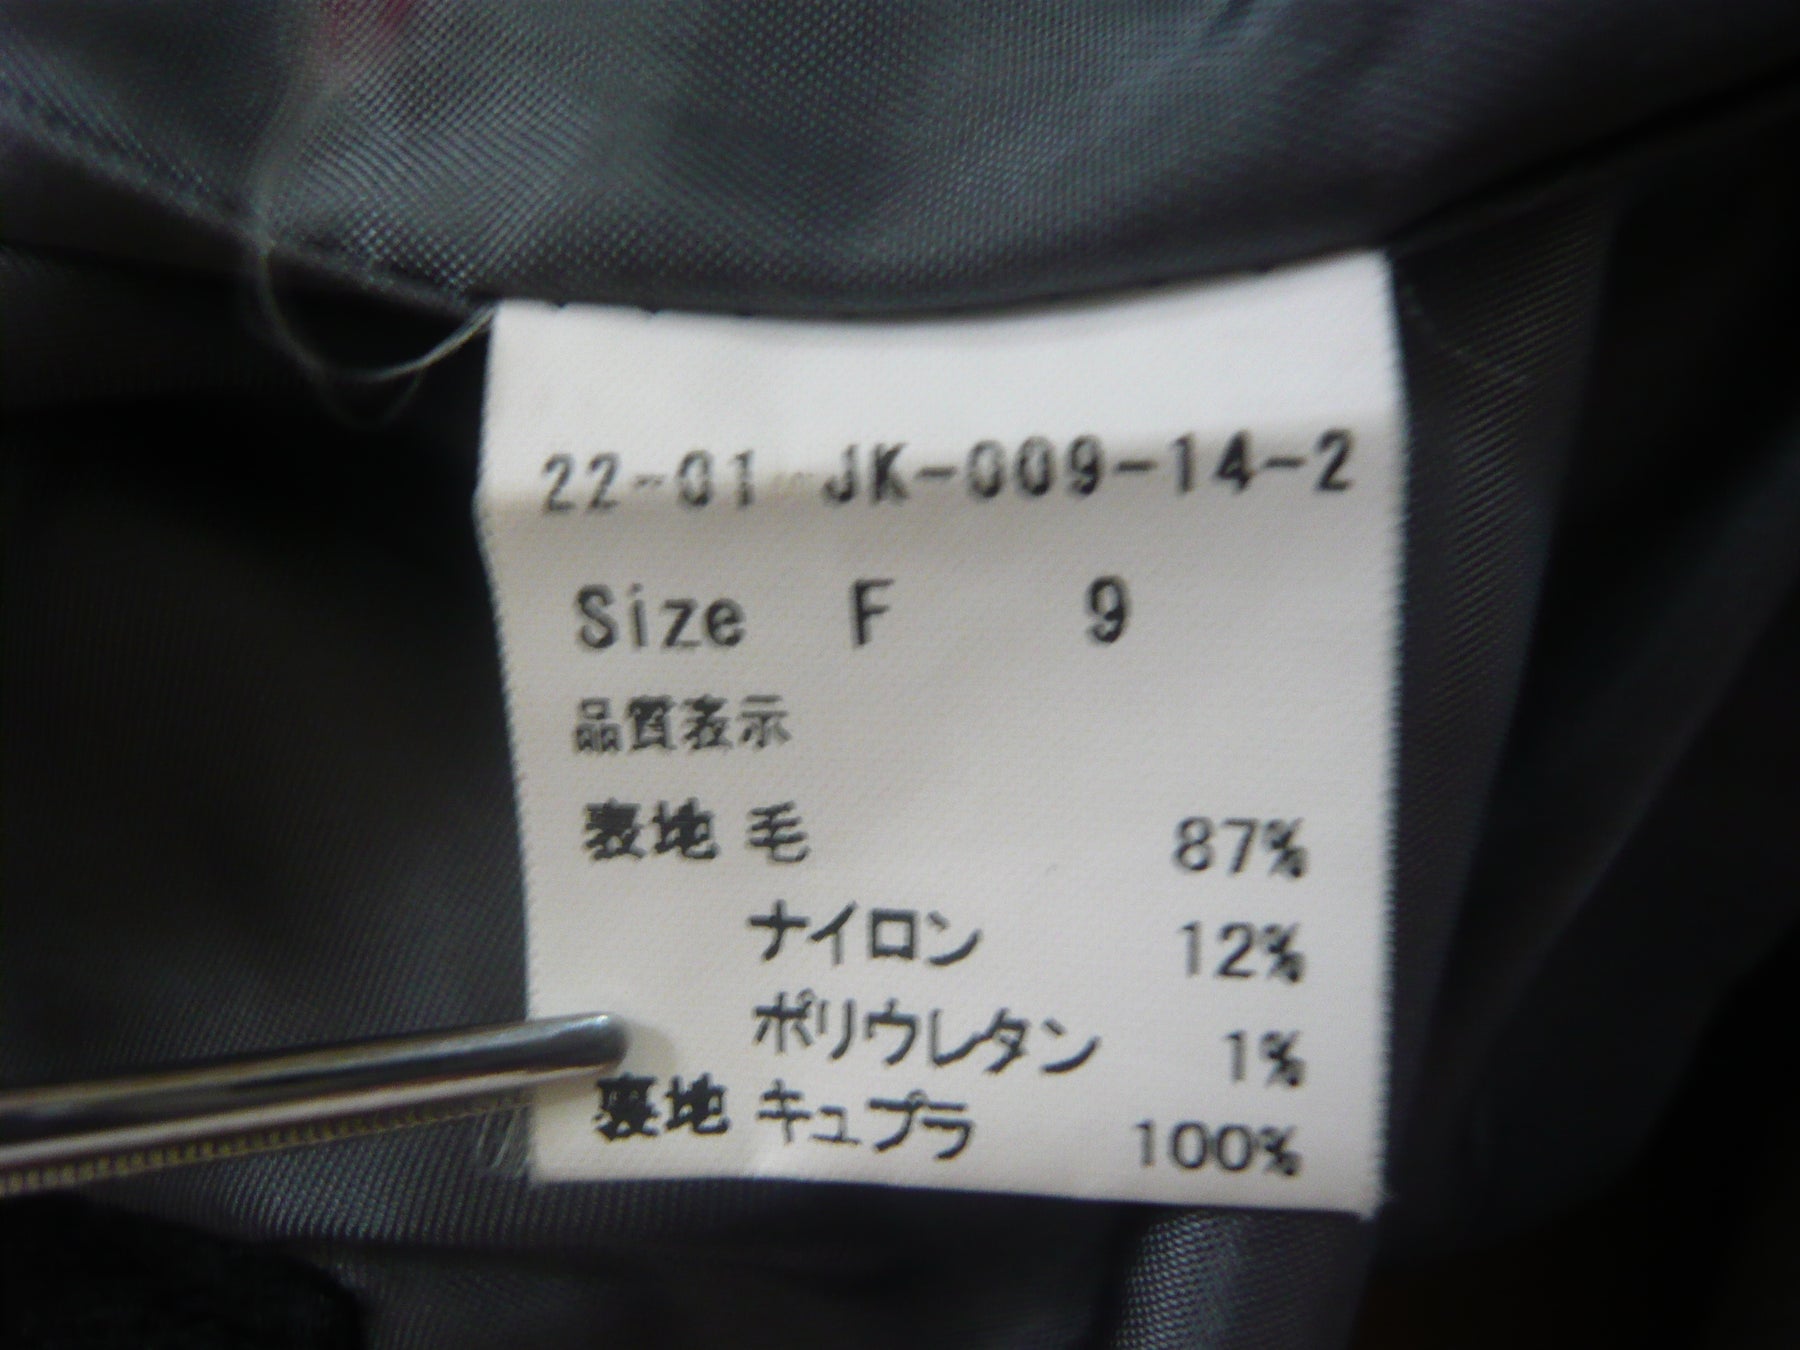 22-01 JK-009-14-2
Size F 9
品質表示
表地 毛 87%
ナイロン 12%
ポリウレタン 1%
裏地 キュプラ 100%